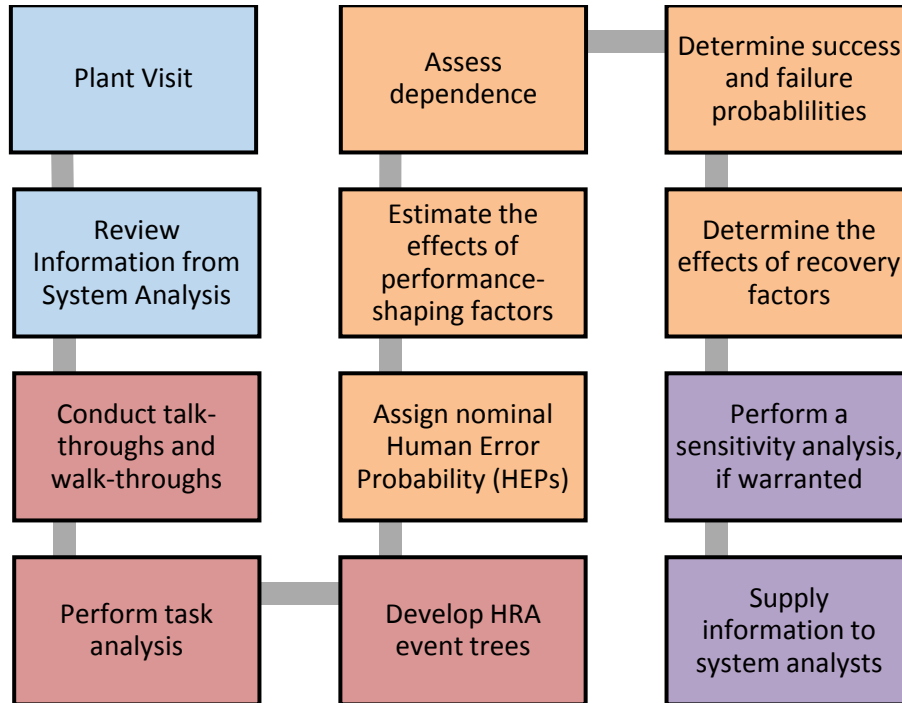 Plant Visit
Review
Information from
System Analysis
Conduct talk-
throughs and
walk-throughs
Perform task
analysis
Develop HRA
event trees
Assign nominal
Human Error
Probability (HEPs)
Estimate the
effects of
performance-
shaping factors
Assess
dependence
Determine success
and failure
probablilities
Determine the
effects of recovery
factors
Perform a
sensitivity analysis,
if warranted
Supply
information to
system analysts